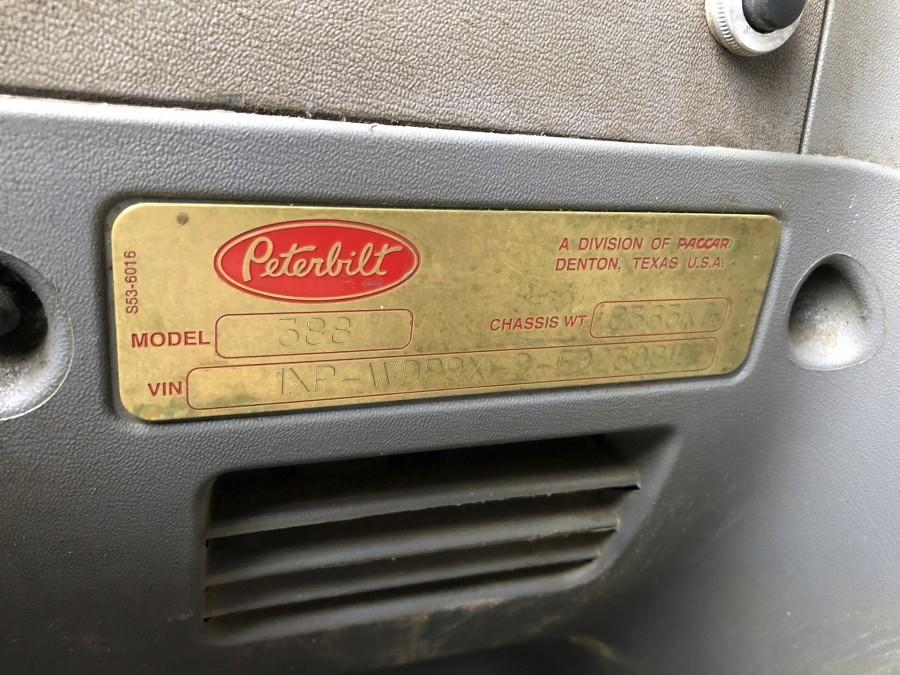 S53-6016
Peterbilt
A DIVISION OF PACCAR
DENTON, TEXAS U.S.A.
MODEL 388
CHASSIS WT.
VIN